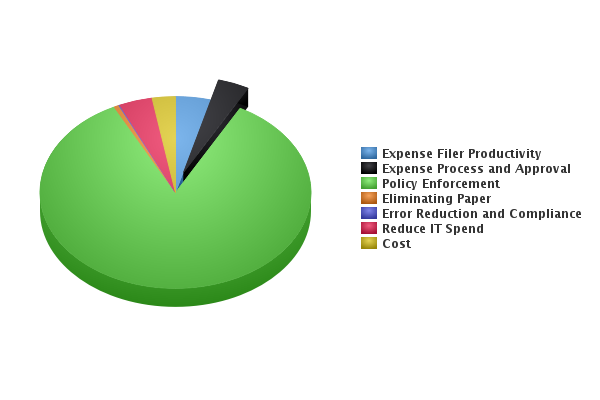 Expense Filer Productivity
Expense Process and Approval
Policy Enforcement
Eliminating Paper
Error Reduction and Compliance
Reduce IT Spend
Cost